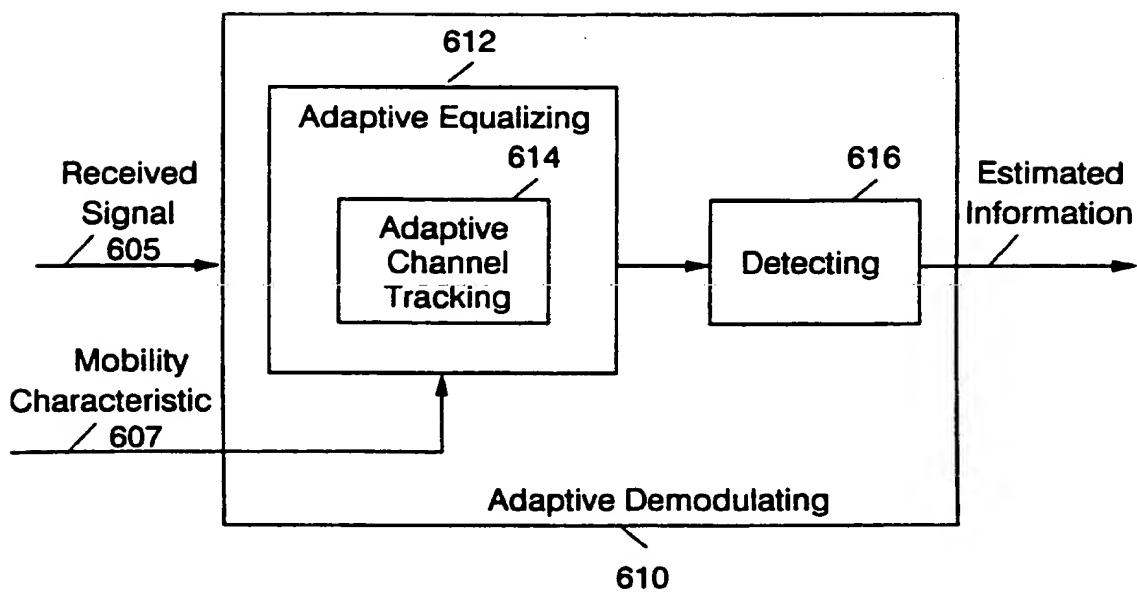 612
Adaptive Equalizing
614
616
Received
Signal
605
Adaptive
Channel
Tracking
Detecting
Estimated
Information
Mobility
Characteristic
607
Adaptive Demodulating
610